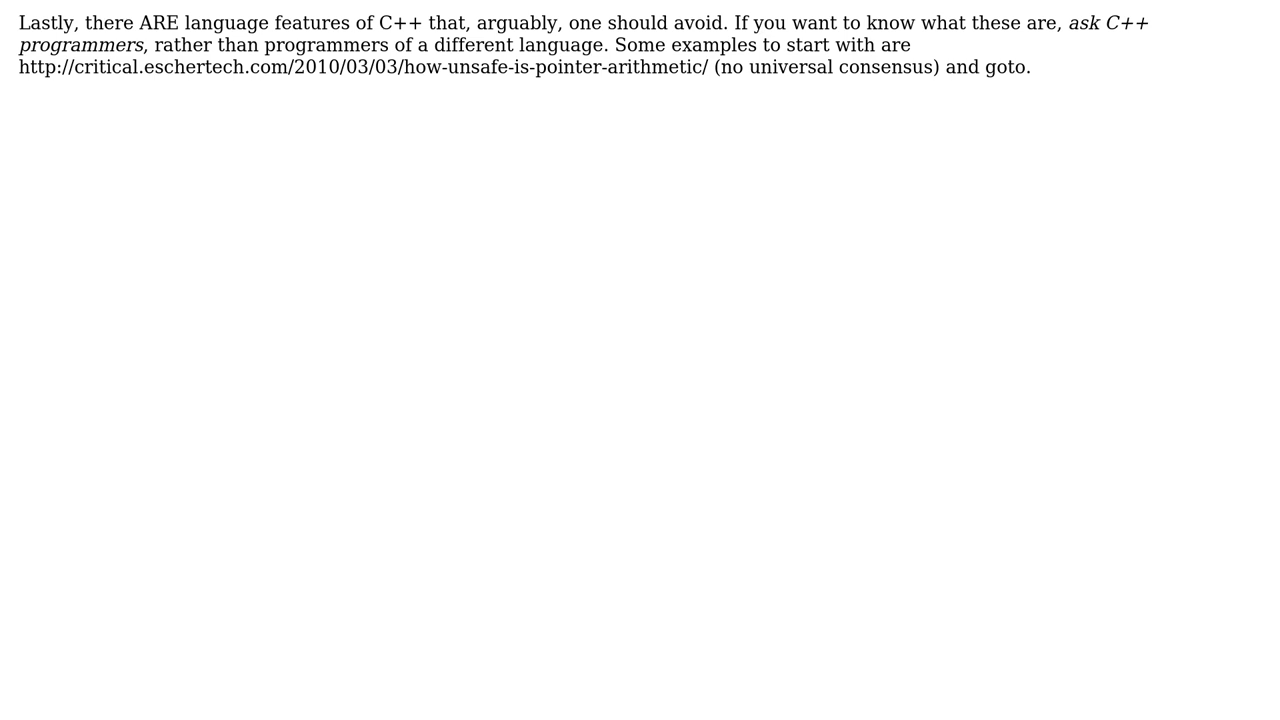 Lastly, there ARE language features of C++ that, arguably, one should avoid. If you want to know what these are, ask C++
programmers, rather than programmers of a different language. Some examples to start with are
http://critical.eschertech.com/2010/03/03/how-unsafe-is-pointer-arithmetic/ (no universal consensus) and goto.